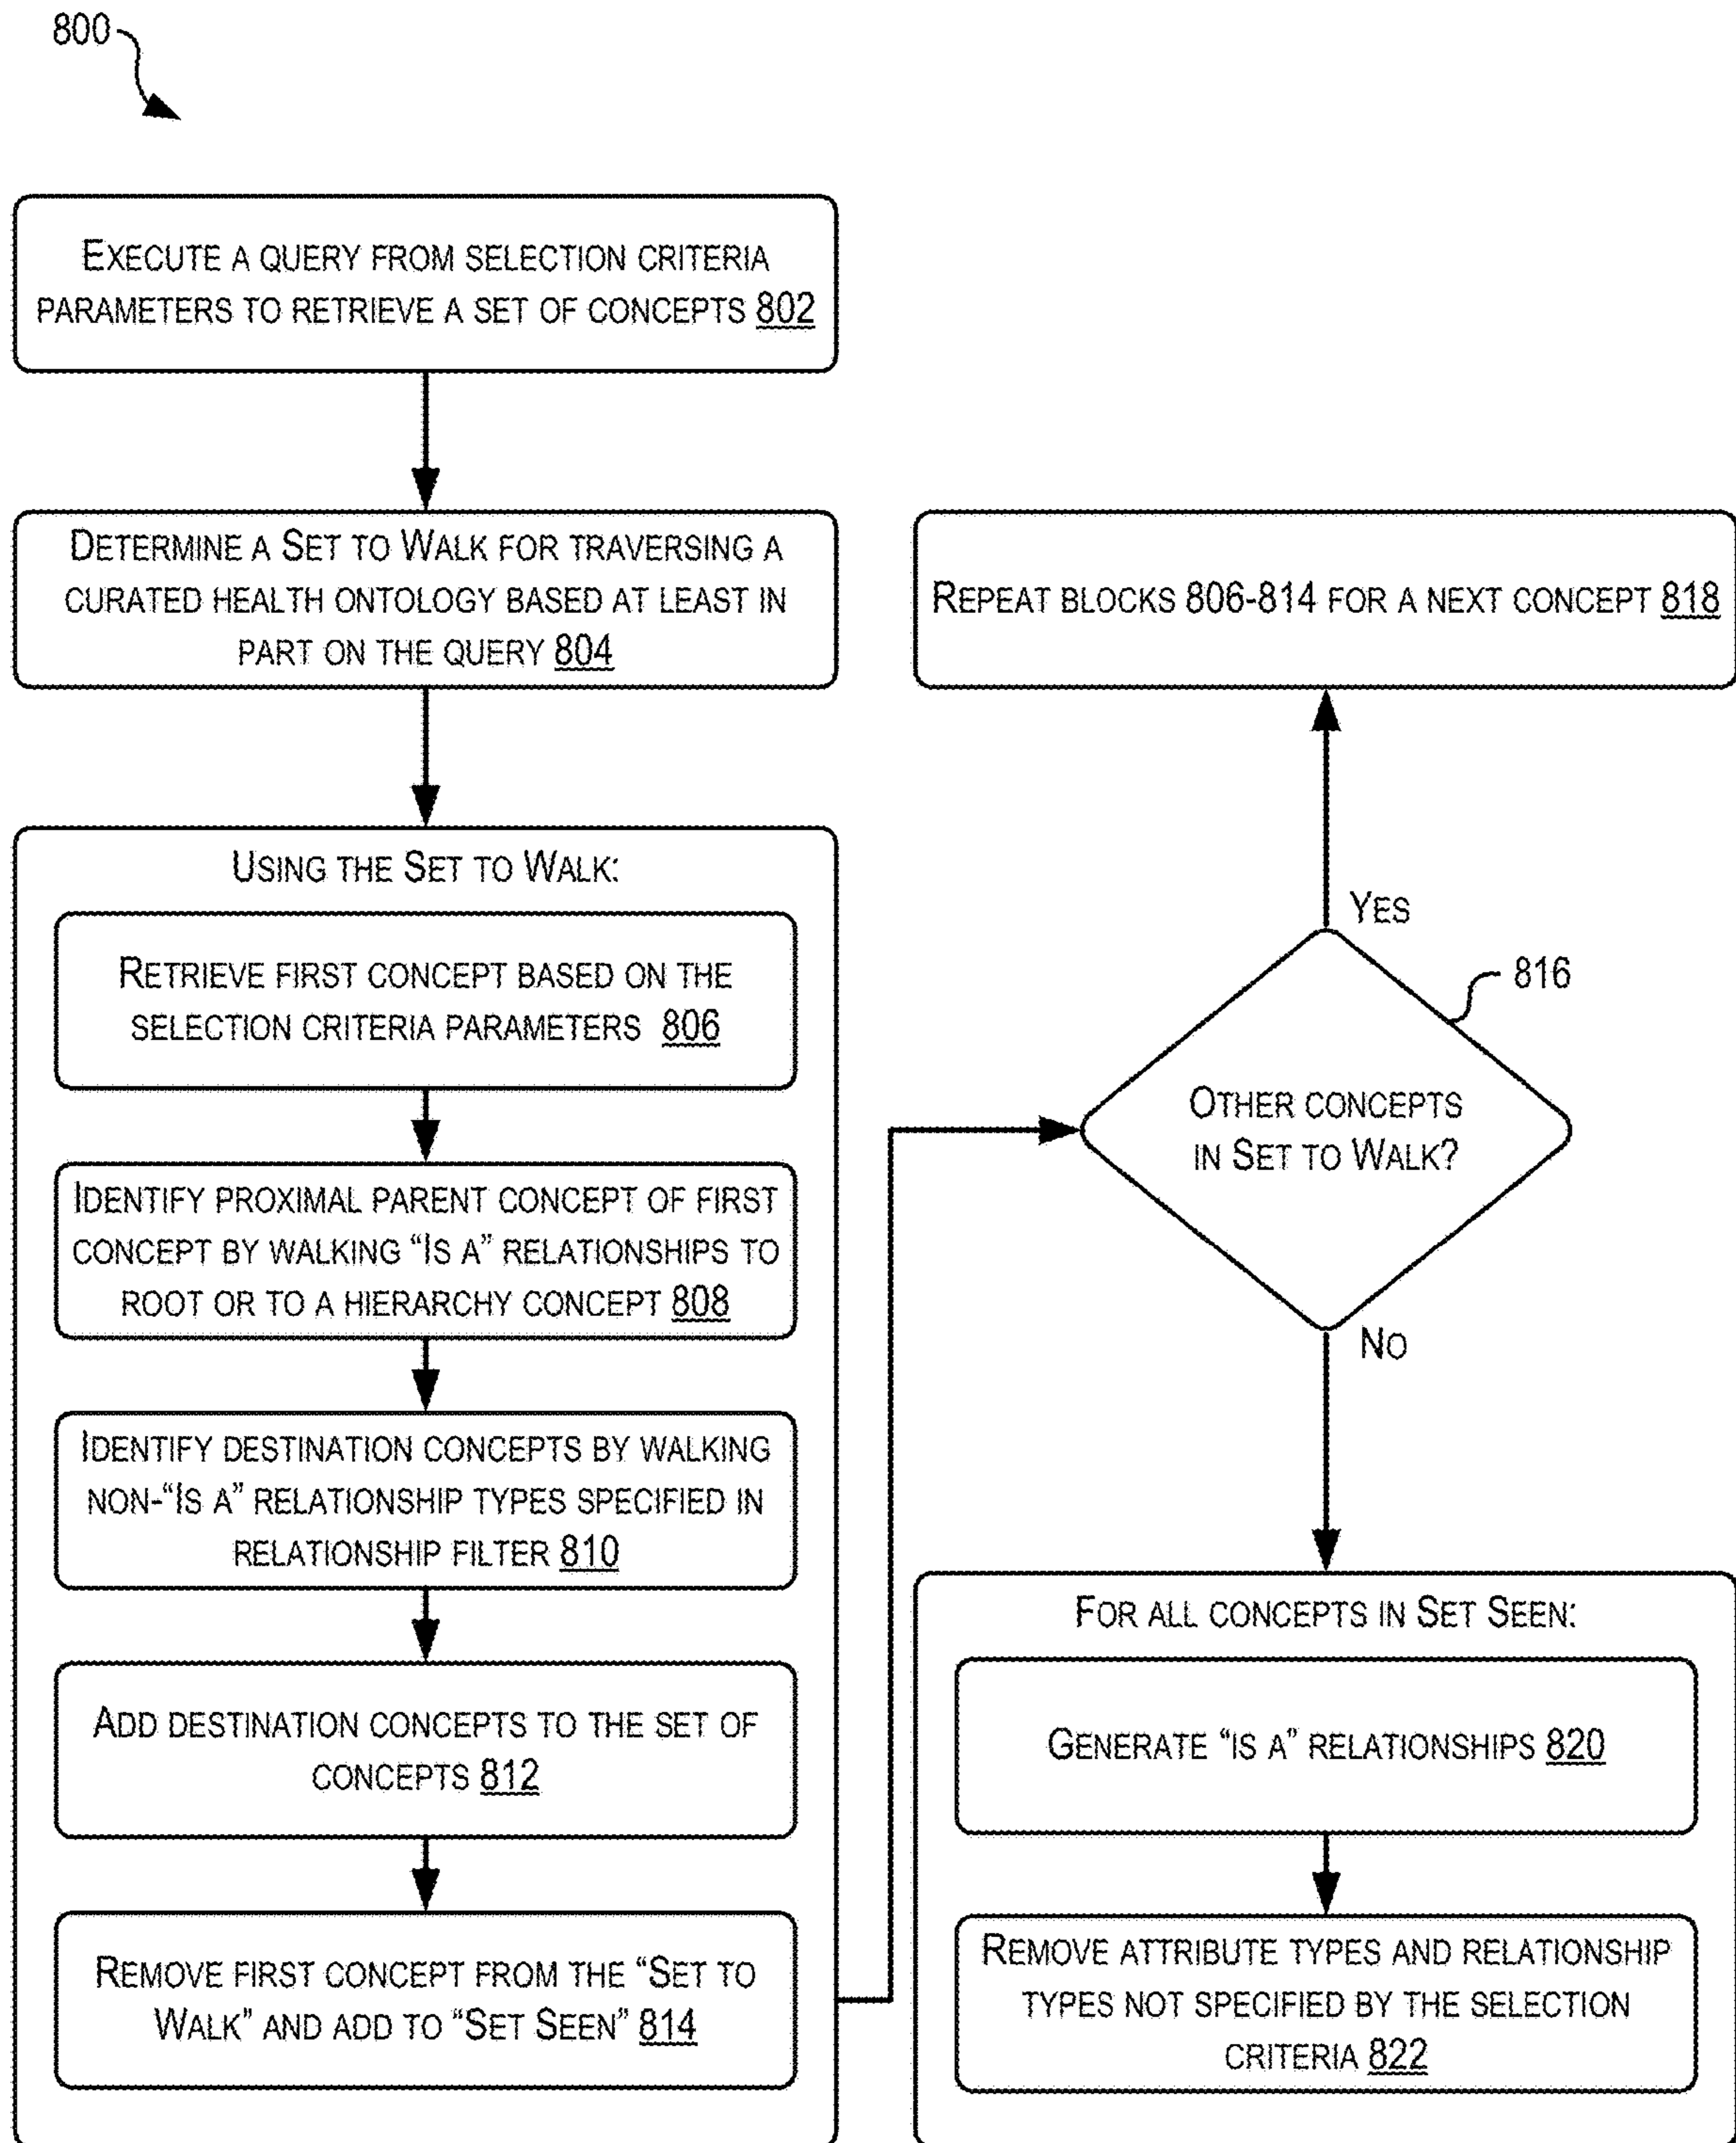 800
EXECUTE A QUERY FROM SELECTION CRITERIA
PARAMETERS TO RETRIEVE A SET OF CONCEPTS 802
DETERMINE A SET TO WALK FOR TRAVERSING A
CURATED HEALTH ONTOLOGY BASED AT LEAST IN
PART ON THE QUERY 804
USING THE SET TO WALK:
RETRIEVE FIRST CONCEPT BASED ON THE
SELECTION CRITERIA PARAMETERS 806
IDENTIFY PROXIMAL PARENT CONCEPT OF FIRST
CONCEPT BY WALKING “IS A” RELATIONSHIPS TO
ROOT OR TO A HIERARCHY CONCEPT 808
IDENTIFY DESTINATION CONCEPTS BY WALKING
NON-“IS A” RELATIONSHIP TYPES SPECIFIED IN
RELATIONSHIP FILTER 810
ADD DESTINATION CONCEPTS TO THE SET OF
CONCEPTS 812
REMOVE FIRST CONCEPT FROM THE “SET TO
WALK” AND ADD TO “SET SEEN” 814
REPEAT BLOCKS 806-814 FOR A NEXT CONCEPT 818
YES
816
OTHER CONCEPTS
IN SET TO WALK?
NO
FOR ALL CONCEPTS IN SET SEEN:
GENERATE “IS A” RELATIONSHIPS 820
REMOVE ATTRIBUTE TYPES AND RELATIONSHIP
TYPES NOT SPECIFIED BY THE SELECTION
CRITERIA 822